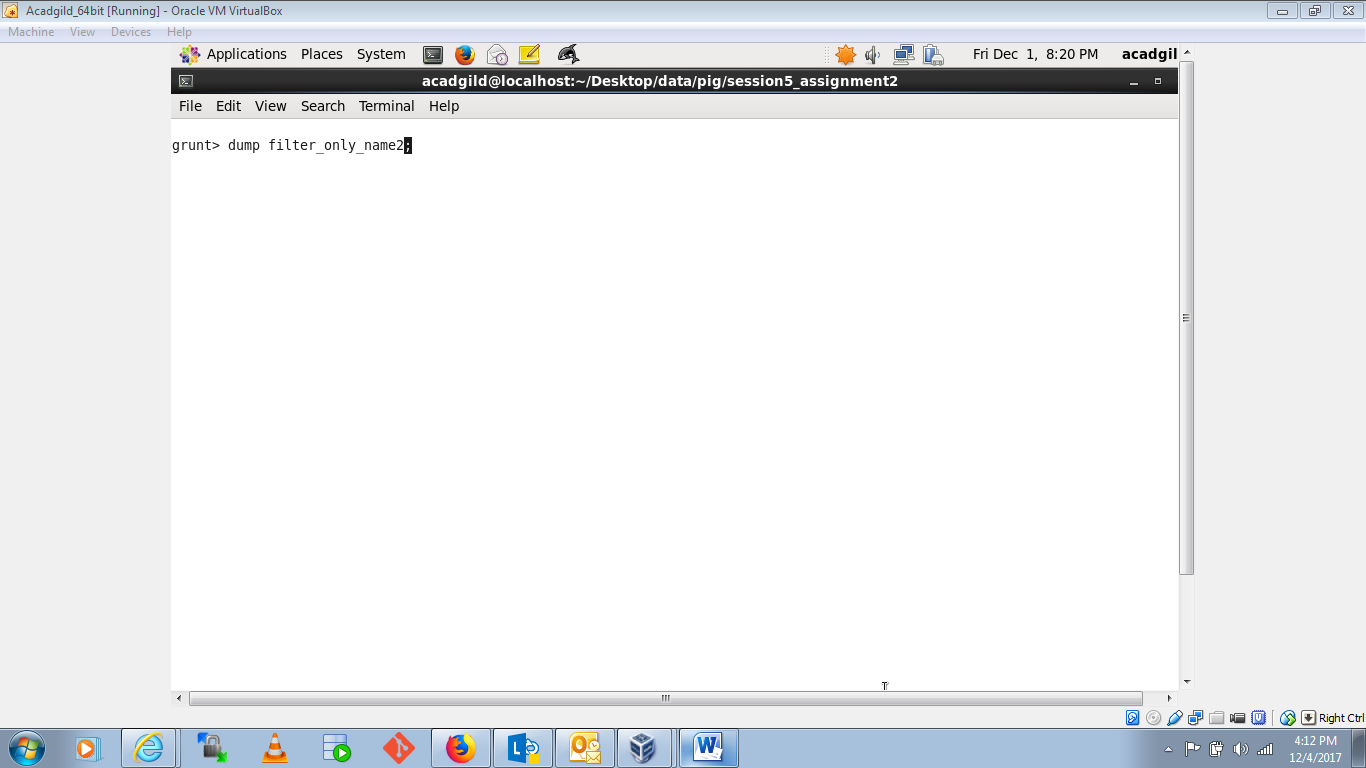 Acadgild_64bit [Running] - Oracle VM VirtualBox
Machine View Devices Help
Applications Places System Fri Dec 1, 8:20 PM acadgil
acadgild@localhost:~/Desktop/data/pig/session5_assignment2
File Edit View Search Terminal Help
grunt> dump filter_only_name2;
Right Ctrl
4:12 PM
12/4/2017